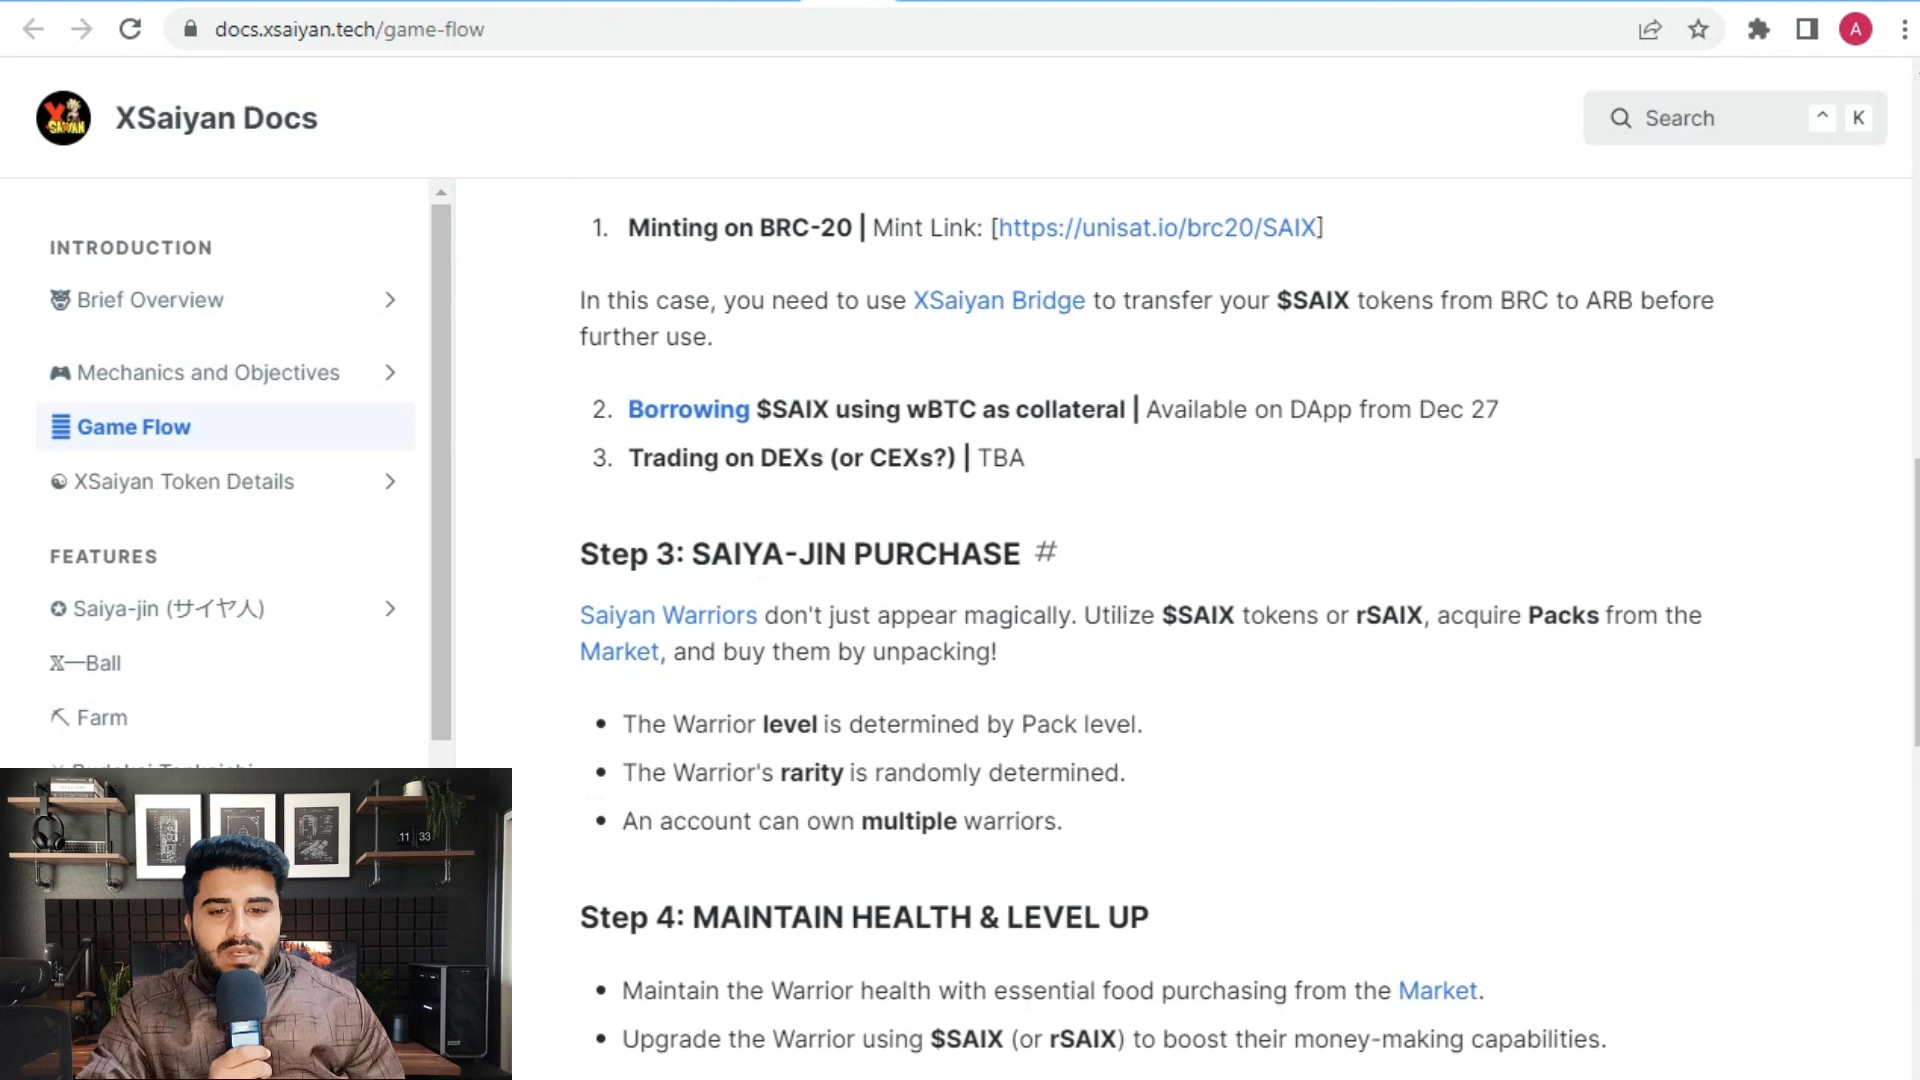 docs.xsaiyan.tech/game-flow
A
X
SAIYAN
XSaiyan Docs
Search
^ K
INTRODUCTION
Brief Overview
Mechanics and Objectives
Game Flow
XSaiyan Token Details
FEATURES
Saiya-jin (サイヤ人)
𝕏—Ball
Farm
1. Minting on BRC-20 | Mint Link: [https://unisat.io/brc20/SAIX]
In this case, you need to use XSaiyan Bridge to transfer your $SAIX tokens from BRC to ARB before
further use.
2. Borrowing $SAIX using wBTC as collateral | Available on DApp from Dec 27
3. Trading on DEXs (or CEXs?) | TBA
Step 3: SAIYA-JIN PURCHASE #
Saiyan Warriors don't just appear magically. Utilize $SAIX tokens or rSAIX, acquire Packs from the
Market, and buy them by unpacking!
• The Warrior level is determined by Pack level.
• The Warrior's rarity is randomly determined.
• An account can own multiple warriors.
Step 4: MAINTAIN HEALTH & LEVEL UP
• Maintain the Warrior health with essential food purchasing from the Market.
• Upgrade the Warrior using $SAIX (or rSAIX) to boost their money-making capabilities.
11 33